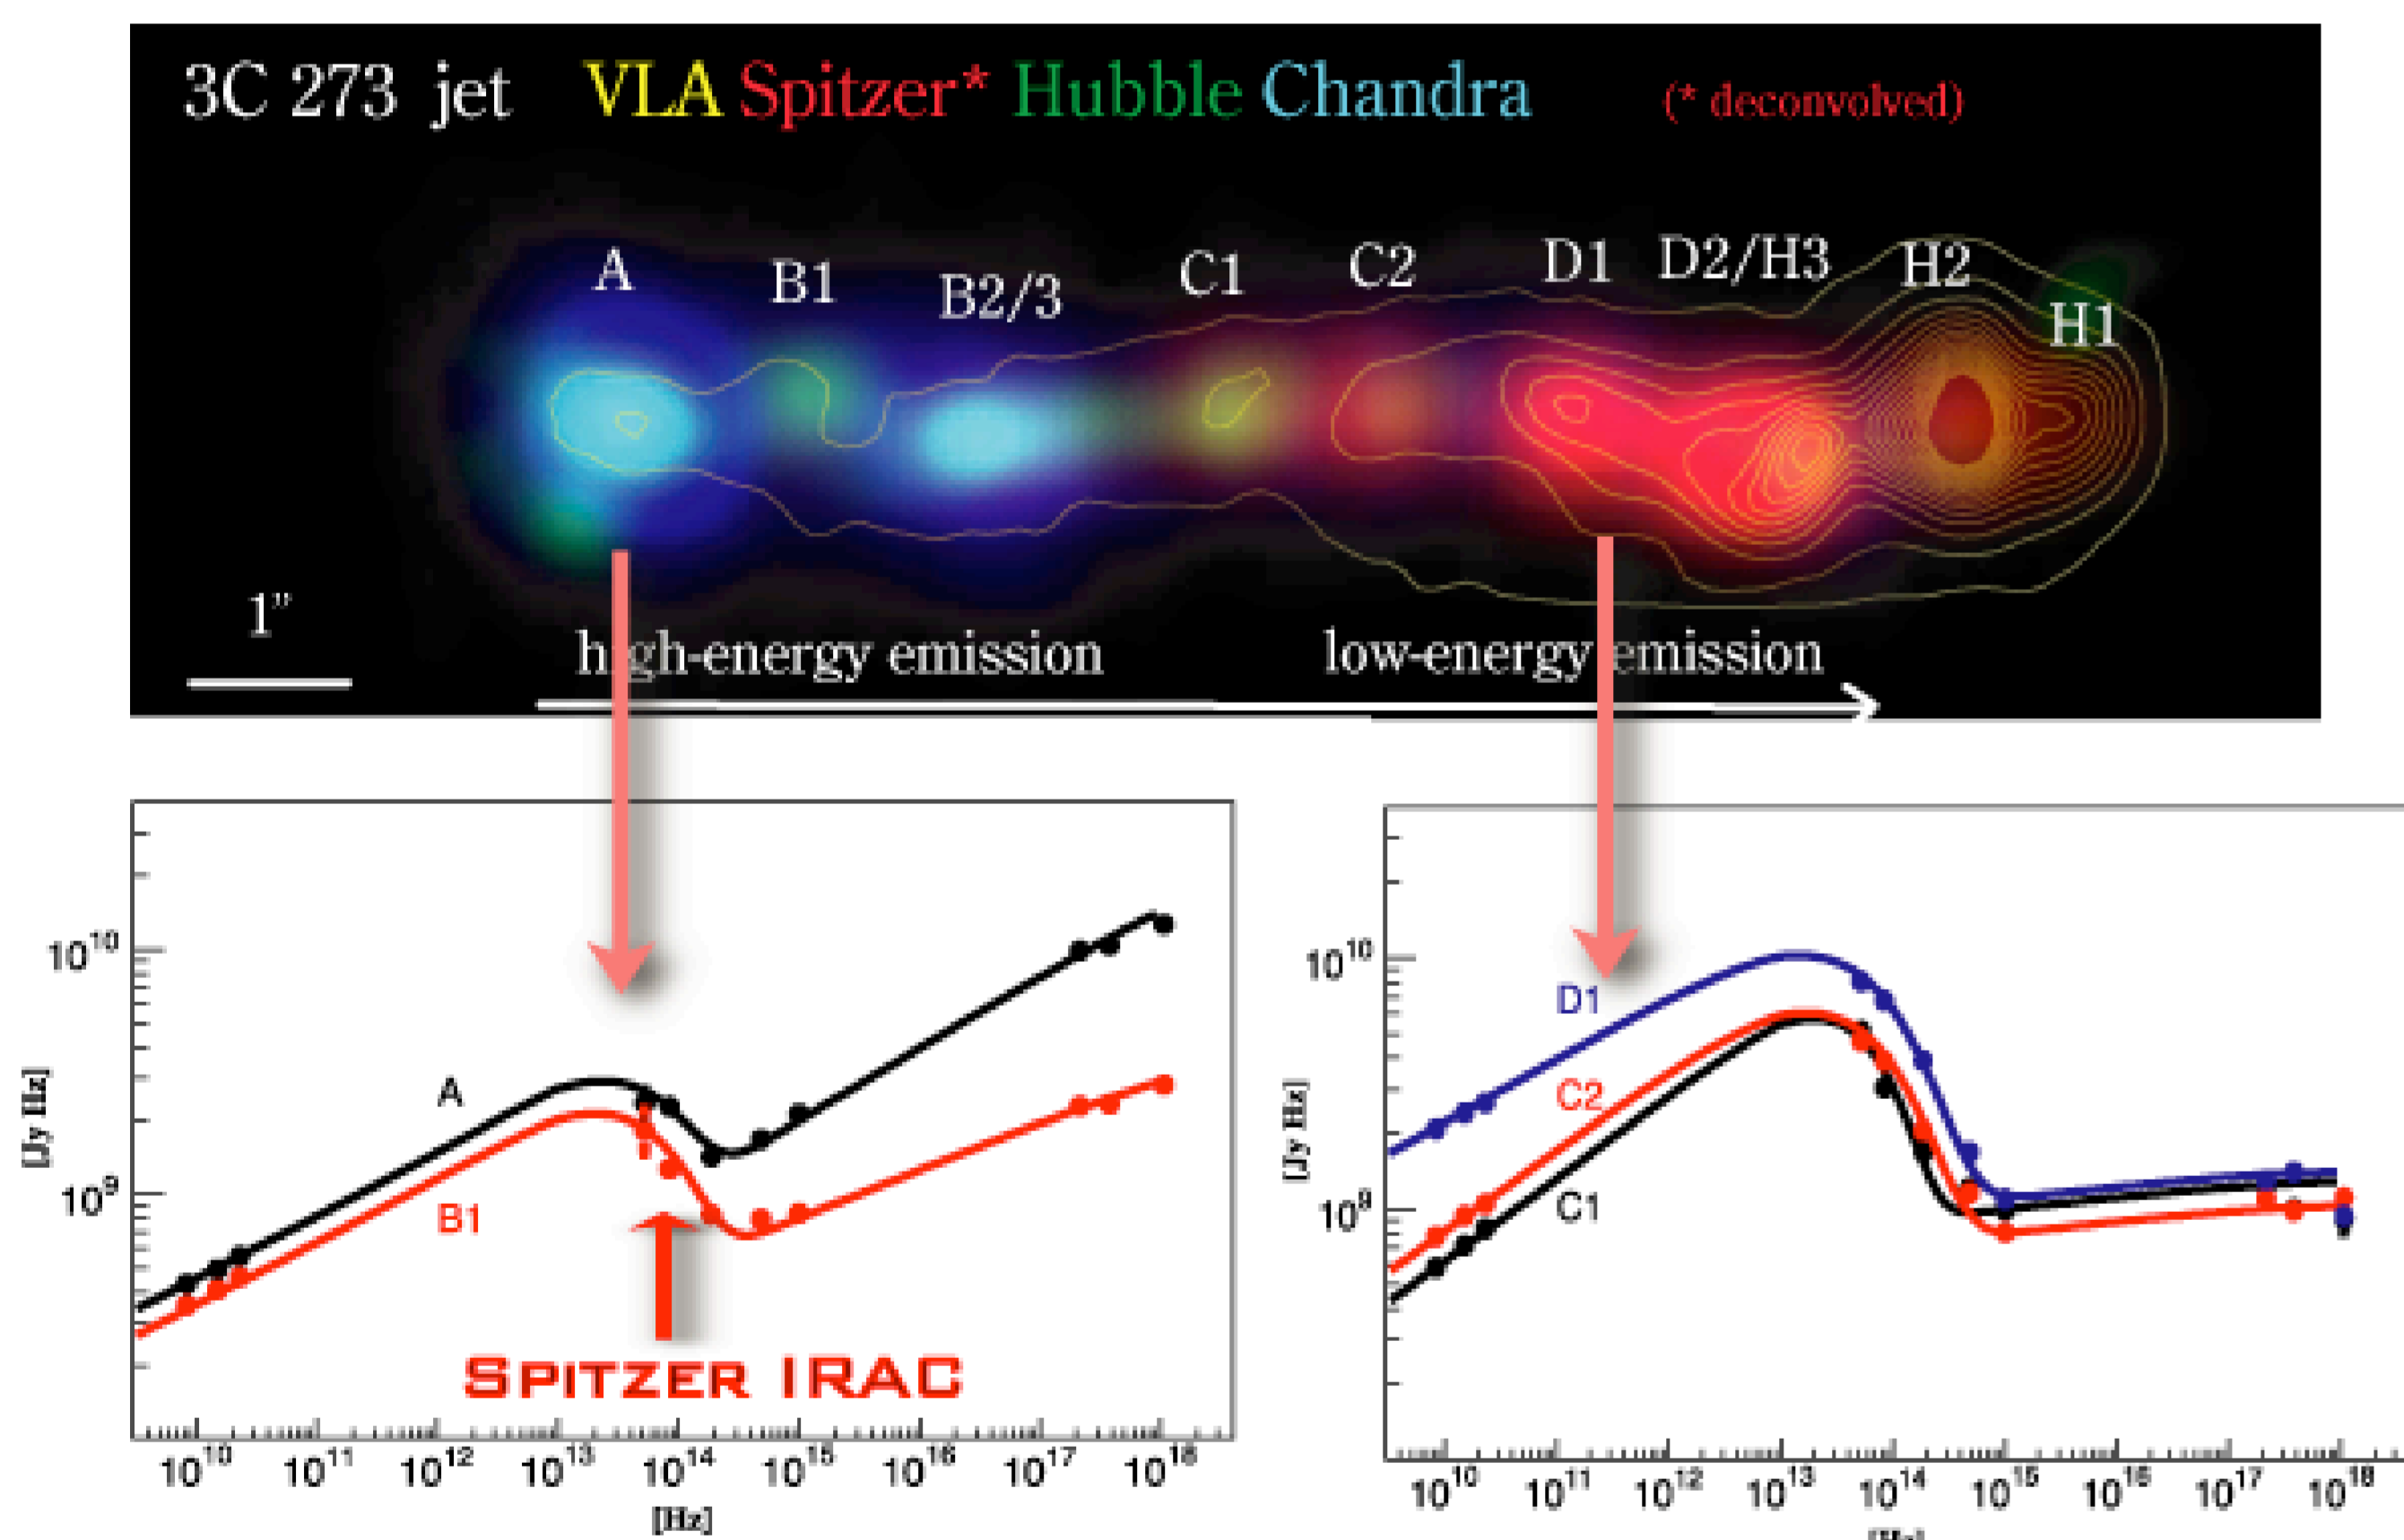 3C 273 jet VLA Spitzer* Hubble Chandra (* deconvolved)
A B1 B2/3 C1 C2 D1 D2/H3 H2 H1
1”
high-energy emission low-energy emission
[Jy Hz]
10^10
10^9
A
B1
SPITZER IRAC
10^10 10^11 10^12 10^13 10^14 10^15 10^16 10^17 10^18
[Hz]
[Jy Hz]
10^10
10^9
D1
C2
C1
10^10 10^11 10^12 10^13 10^14 10^15 10^16 10^17 10^18
[Hz]